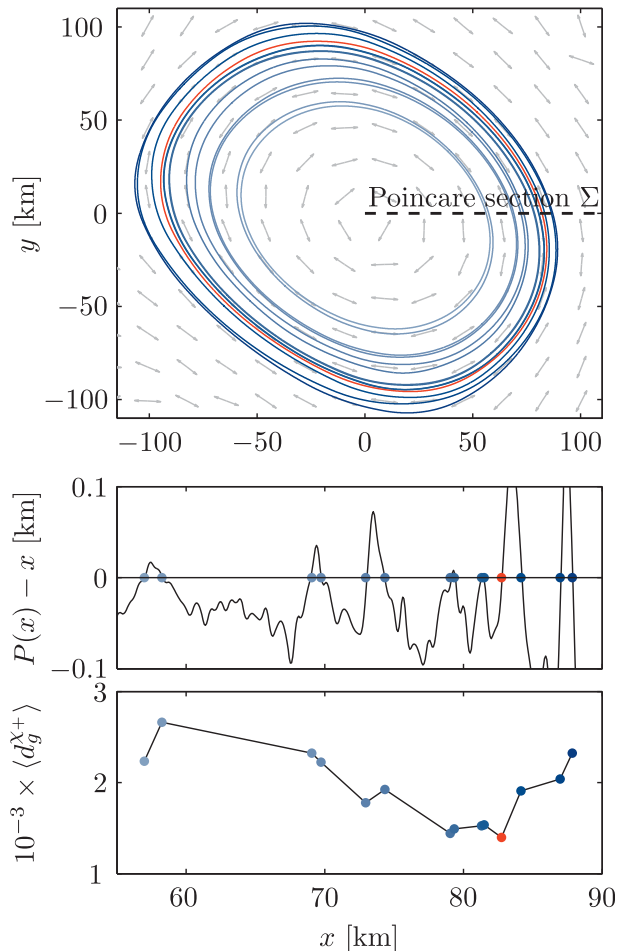 100
50
0
−50
−100
y [km]
Poincare section Σ
−100 −50 0 50 100
0.1
0
−0.1
P(x) − x [km]
3
2
1
10⁻³ × ⟨d_g^{χ+}⟩
60 70 80 90
x [km]